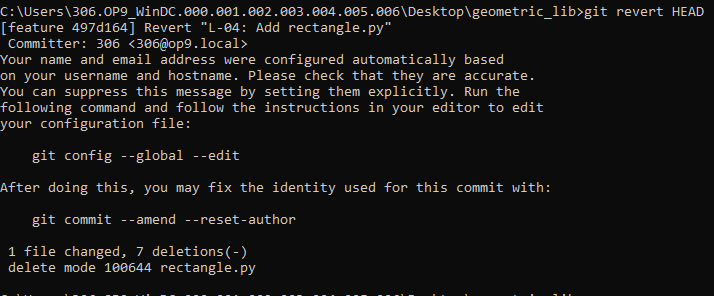 C:\Users\306.OP9_WinDC.000.001.002.003.004.005.006\Desktop\geometric_lib>git revert HEAD
[feature 497d164] Revert "L-04: Add rectangle.py"
 Committer: 306 <306@op9.local>
Your name and email address were configured automatically based
on your username and hostname. Please check that they are accurate.
You can suppress this message by setting them explicitly. Run the
following command and follow the instructions in your editor to edit
your configuration file:

    git config --global --edit

After doing this, you may fix the identity used for this commit with:

    git commit --amend --reset-author

 1 file changed, 7 deletions(-)
 delete mode 100644 rectangle.py